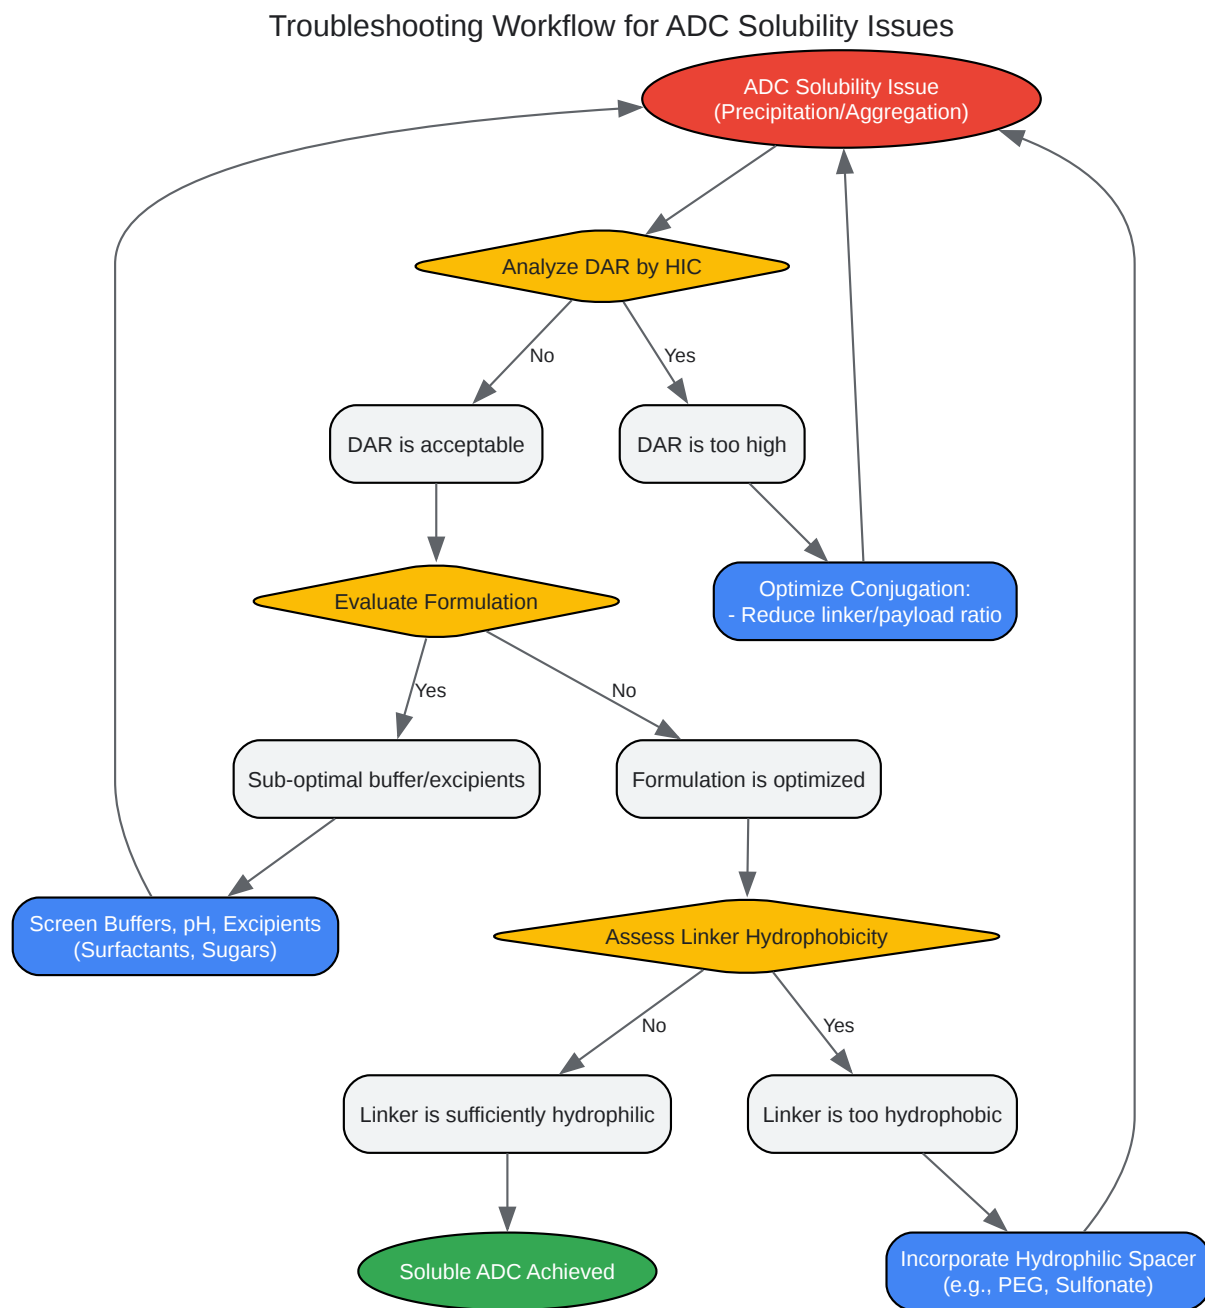 Troubleshooting Workflow for ADC Solubility Issues
ADC Solubility Issue
(Precipitation/Aggregation)
Analyze DAR by HIC
No
Yes
DAR is acceptable
DAR is too high
Optimize Conjugation:
- Reduce linker/payload ratio
Evaluate Formulation
Yes
No
Sub-optimal buffer/excipients
Formulation is optimized
Screen Buffers, pH, Excipients
(Surfactants, Sugars)
Assess Linker Hydrophobicity
No
Yes
Linker is sufficiently hydrophilic
Linker is too hydrophobic
Soluble ADC Achieved
Incorporate Hydrophilic Spacer
(e.g., PEG, Sulfonate)